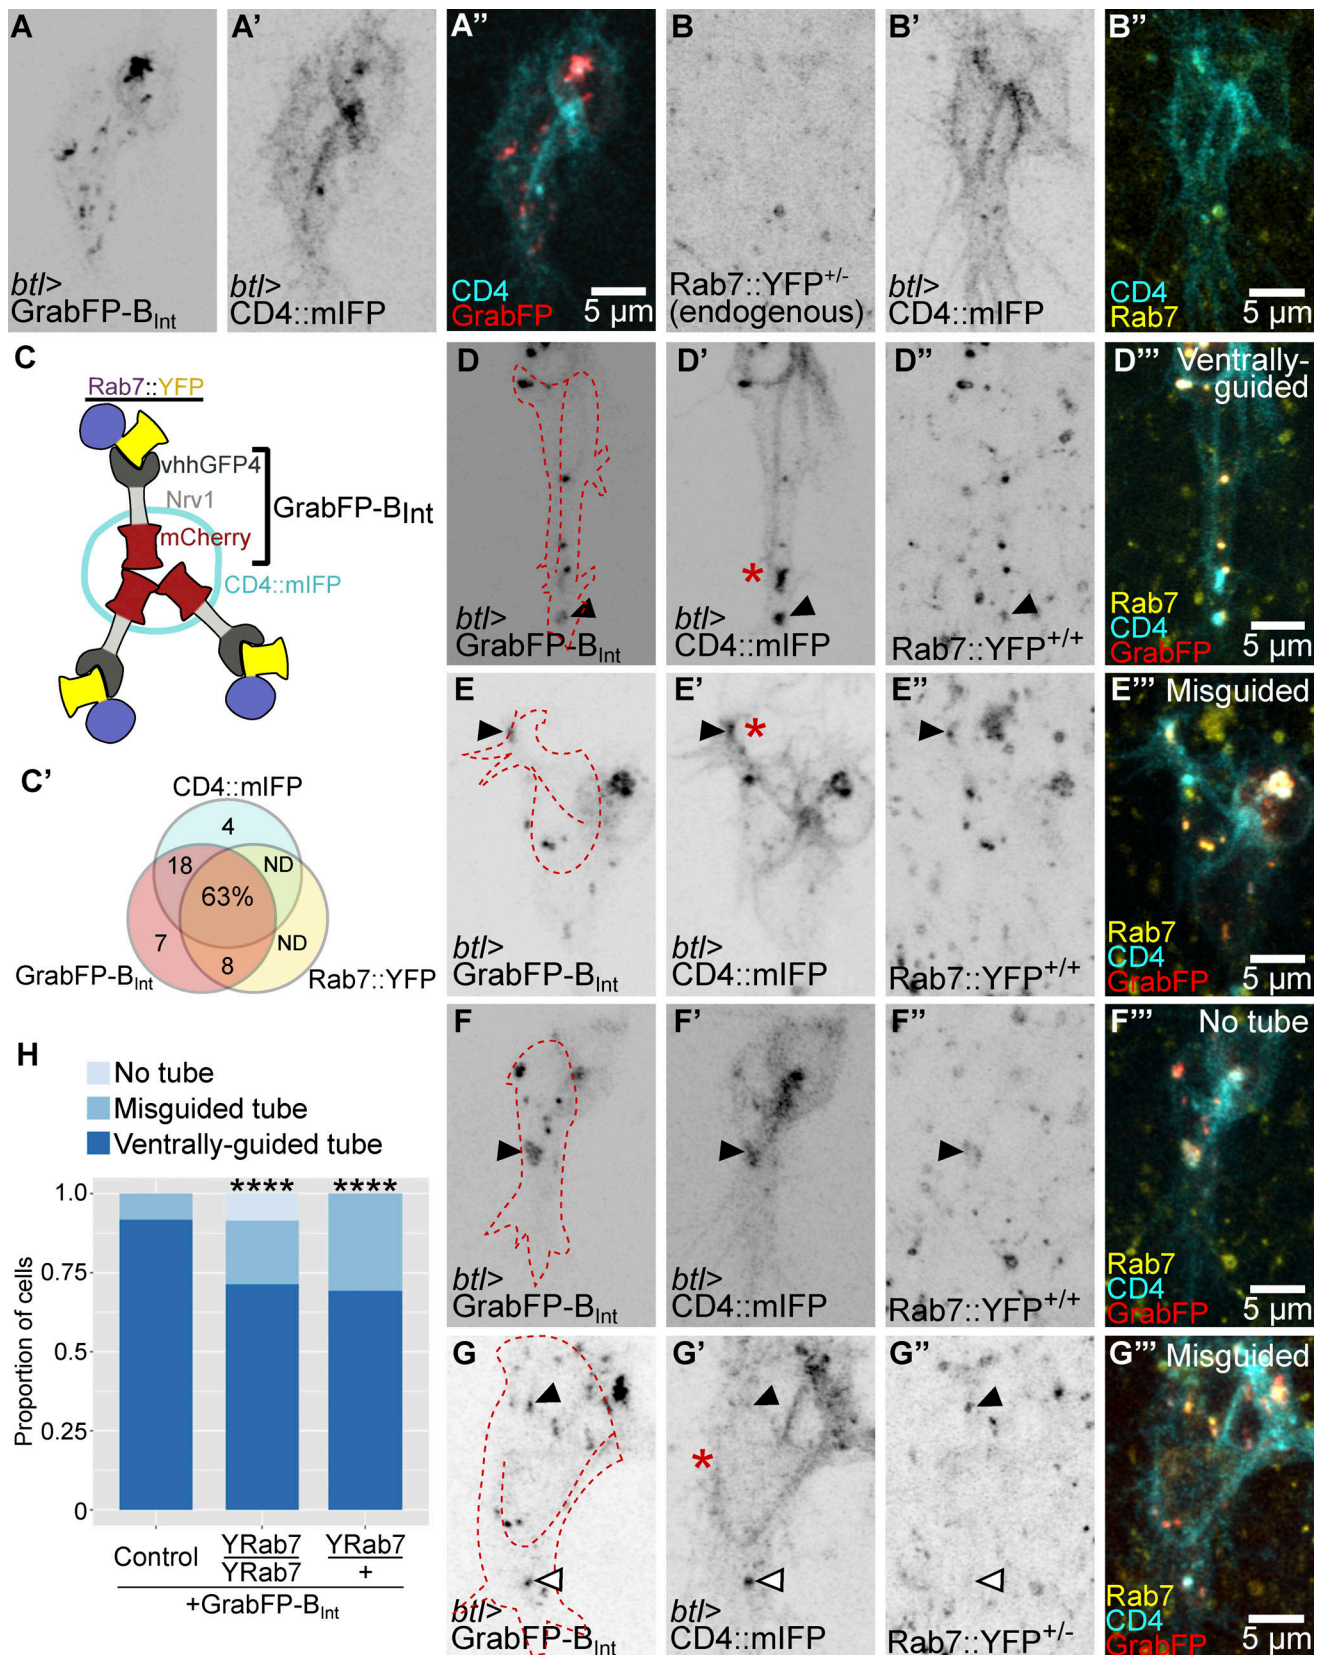 A
btl>
GrabFP-BInt
A’
btl>
CD4::mIFP
A’’
CD4
GrabFP
5 µm
B
Rab7::YFP+/-
(endogenous)
B’
btl>
CD4::mIFP
B’’
CD4
Rab7
5 µm
C
Rab7::YFP
vhhGFP4
Nrv1
mCherry
GrabFP-BInt
CD4::mIFP
C’
CD4::mIFP
4
18
ND
63%
7
ND
8
GrabFP-BInt
Rab7::YFP
D
btl>
GrabFP-BInt
D’
*
btl>
CD4::mIFP
D’’
Rab7::YFP+/+
D’’’
Ventrally-
guided
Rab7
CD4
GrabFP
5 µm
E
btl>
GrabFP-BInt
E’
*
btl>
CD4::mIFP
E’’
Rab7::YFP+/+
E’’’
Misguided
Rab7
CD4
GrabFP
5 µm
F
btl>
GrabFP-BInt
F’
btl>
CD4::mIFP
F’’
Rab7::YFP+/+
F’’’
No tube
Rab7
CD4
GrabFP
5 µm
G
btl>
GrabFP-BInt
G’
*
btl>
CD4::mIFP
G’’
Rab7::YFP+/-
G’’’
Misguided
Rab7
CD4
GrabFP
5 µm
H
No tube
Misguided tube
Ventrally-guided tube
**** ****
1.0
0.75
0.5
0.25
0
Proportion of cells
Control
YRab7
YRab7
YRab7
+
+GrabFP-BInt